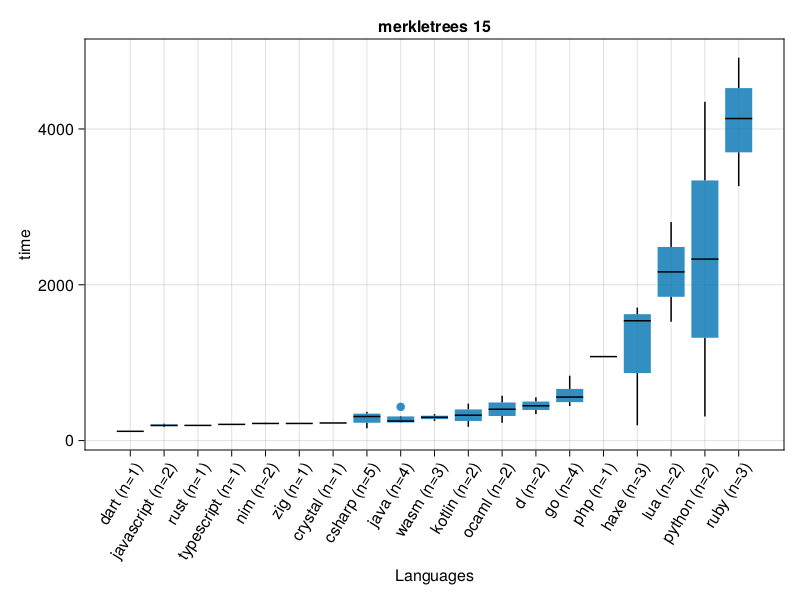 merkletrees 15
time
4000
2000
0
dart (n=1)
javascript (n=2)
rust (n=1)
typescript (n=1)
nim (n=2)
zig (n=1)
crystal (n=1)
csharp (n=5)
java (n=4)
wasm (n=3)
kotlin (n=2)
ocaml (n=2)
d (n=2)
go (n=4)
php (n=1)
haxe (n=3)
lua (n=2)
python (n=2)
ruby (n=3)
Languages